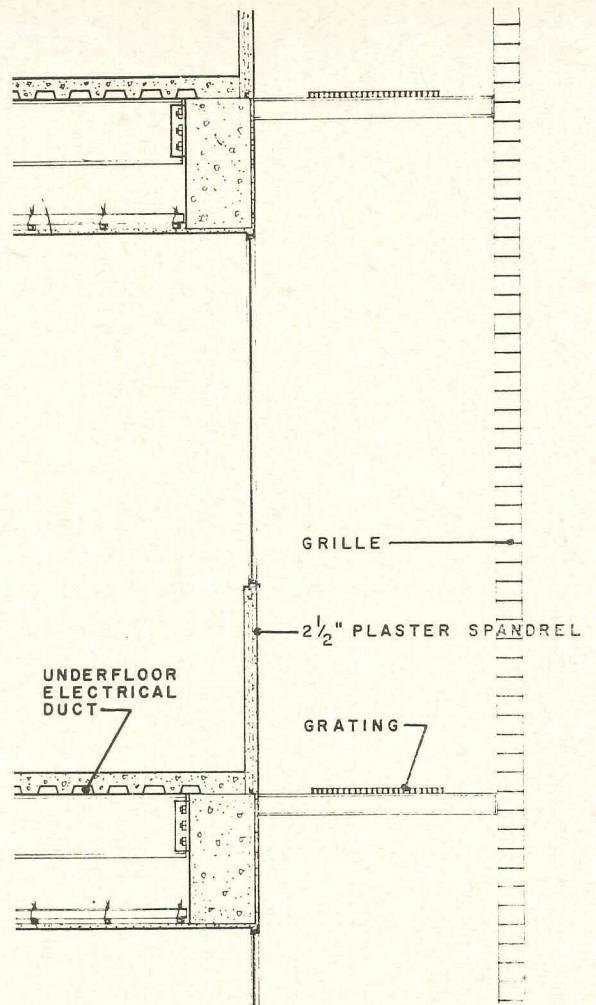 GRILLE
2½" PLASTER SPANDREL
UNDERFLOOR
ELECTRICAL
DUCT
GRATING